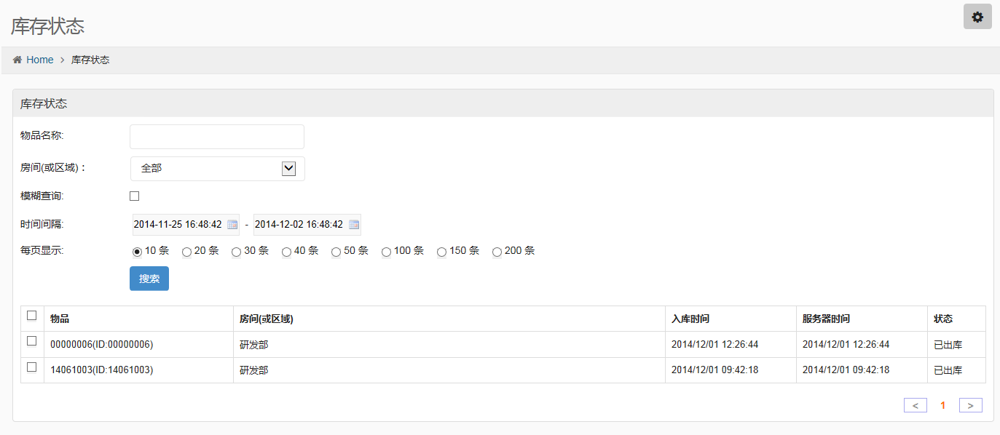 库存状态
Home > 库存状态
库存状态
物品名称:
房间(或区域)：
全部
模糊查询:
时间间隔:
2014-11-25 16:48:42 - 2014-12-02 16:48:42
每页显示:
10 条 20 条 30 条 40 条 50 条 100 条 150 条 200 条
搜索
物品 房间(或区域) 入库时间 服务器时间 状态
00000006(ID:00000006) 研发部 2014/12/01 12:26:44 2014/12/01 12:26:44 已出库
14061003(ID:14061003) 研发部 2014/12/01 09:42:18 2014/12/01 09:42:18 已出库
< 1 >